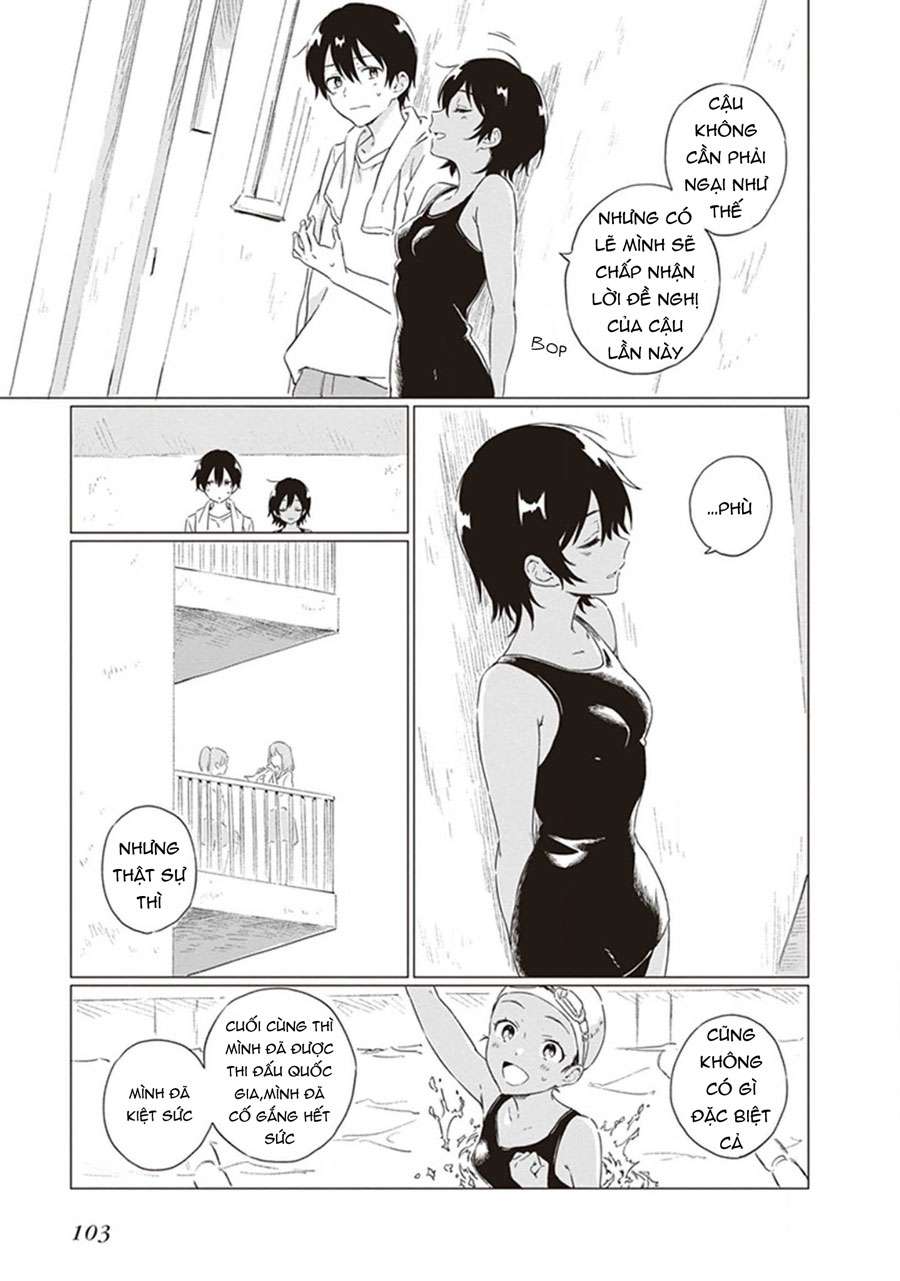 CẬU
KHÔNG
CẦN PHẢI
NGẠI NHƯ
THẾ
NHƯNG CÓ
LẼ MÌNH SẼ
CHẤP NHẬN
LỜI ĐỀ NGHỊ
CỦA CẬU
LẦN NÀY
BOP
...PHÙ
NHƯNG
THẬT SỰ
THÌ
CŨNG
KHÔNG
CÓ GÌ
ĐẶC BIỆT
CẢ
CUỐI CÙNG THÌ
MÌNH ĐÃ ĐƯỢC
THI ĐẤU QUỐC
GIA,MÌNH ĐÃ
CỐ GẮNG HẾT
SỨC
MÌNH ĐÃ
KIỆT SỨC
103